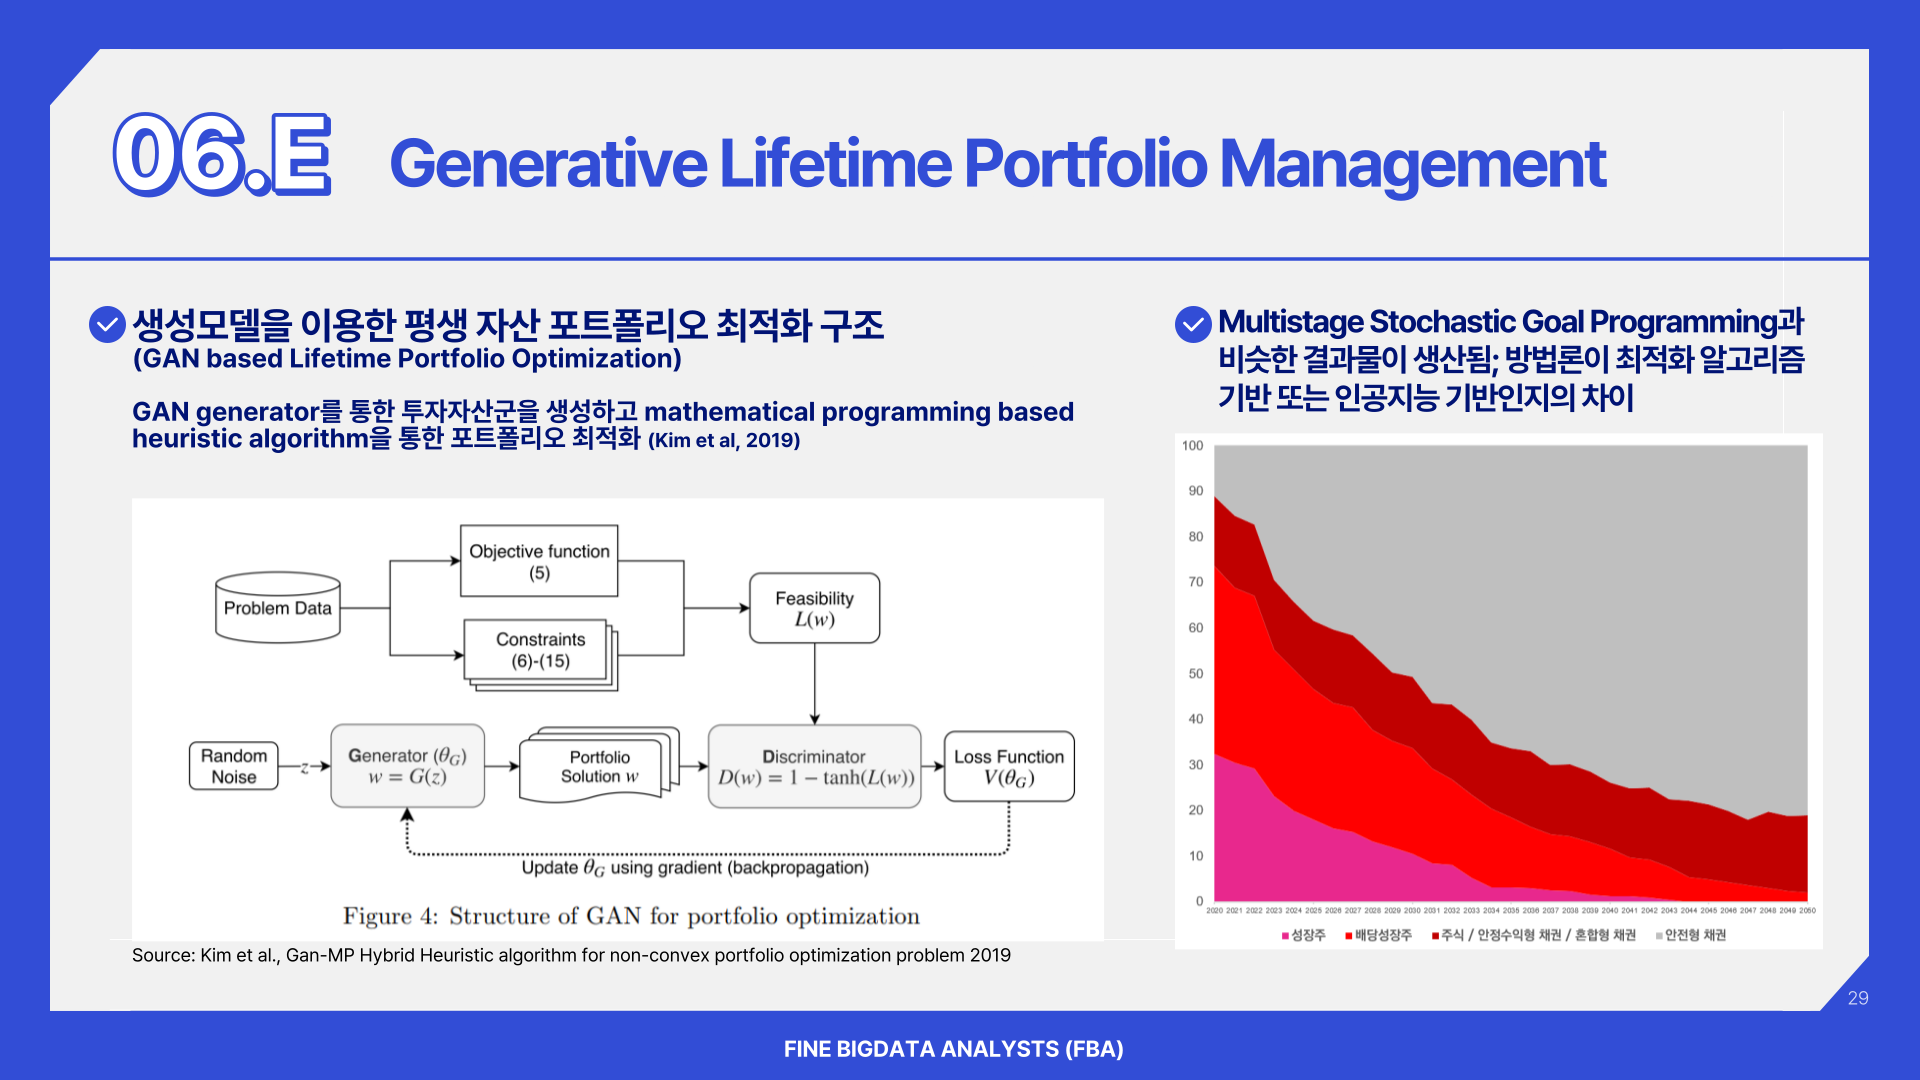 06.E
Generative Lifetime Portfolio Management
생성모델을 이용한 평생 자산 포트폴리오 최적화 구조
(GAN based Lifetime Portfolio Optimization)
GAN generator를 통한 투자자산군을 생성하고 mathematical programming based
heuristic algorithm을 통한 포트폴리오 최적화 (Kim et al, 2019)
Problem Data
Objective function
(5)
Constraints
(6)-(15)
Feasibility
L(w)
Random
Noise
z
Generator (θG)
w = G(z)
Portfolio
Solution w
Discriminator
D(w) = 1 − tanh(L(w))
Loss Function
V(θG)
Update θG using gradient (backpropagation)
Figure 4: Structure of GAN for portfolio optimization
Source: Kim et al., Gan-MP Hybrid Heuristic algorithm for non-convex portfolio optimization problem 2019
Multistage Stochastic Goal Programming과
비슷한 결과물이 생산됨; 방법론이 최적화 알고리즘
기반 또는 인공지능 기반인지의 차이
100
90
80
70
60
50
40
30
20
10
0
2020 2021 2022 2023 2024 2025 2026 2027 2028 2029 2030 2031 2032 2033 2034 2035 2036 2037 2038 2039 2040 2041 2042 2043 2044 2045 2046 2047 2048 2049 2050
성장주 배당성장주 주식 / 안정수익형 채권 / 혼합형 채권 안전형 채권
29
FINE BIGDATA ANALYSTS (FBA)